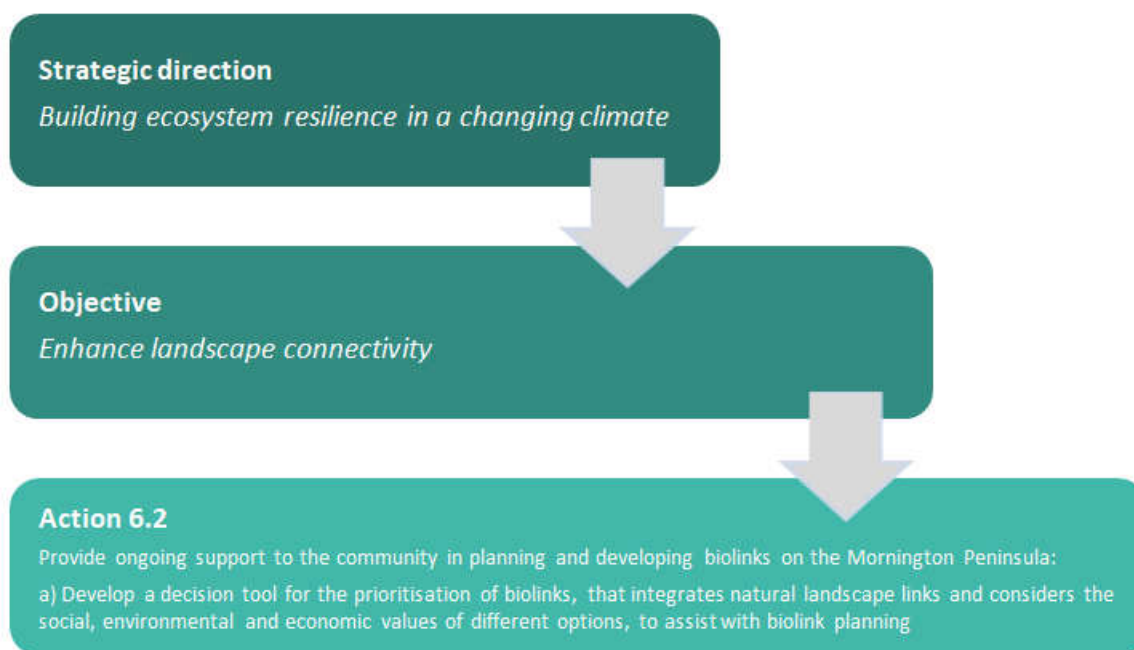 Strategic direction
Building ecosystem resilience in a changing climate
Objective
Enhance landscape connectivity
Action 6.2
Provide ongoing support to the community in planning and developing biolinks on the Mornington Peninsula:
a) Develop a decision tool for the prioritisation of biolinks, that integrates natural landscape links and considers the
social, environmental and economic values of different options, to assist with biolink planning